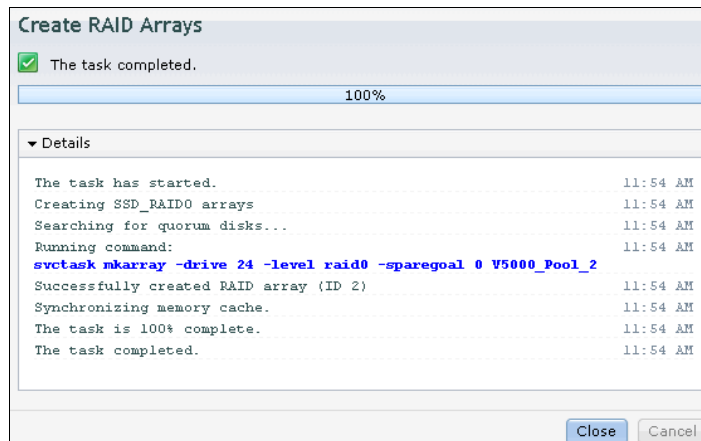 Create RAID Arrays
The task completed.
100%
Details
The task has started. 11:54 AM
Creating SSD_RAID0 arrays 11:54 AM
Searching for quorum disks... 11:54 AM
Running command: 11:54 AM
svctask mkarray -drive 24 -level raid0 -sparegoal 0 V5000_Pool_2
Successfully created RAID array (ID 2) 11:54 AM
Synchronizing memory cache. 11:54 AM
The task is 100% complete. 11:54 AM
The task completed. 11:54 AM
Close Cancel